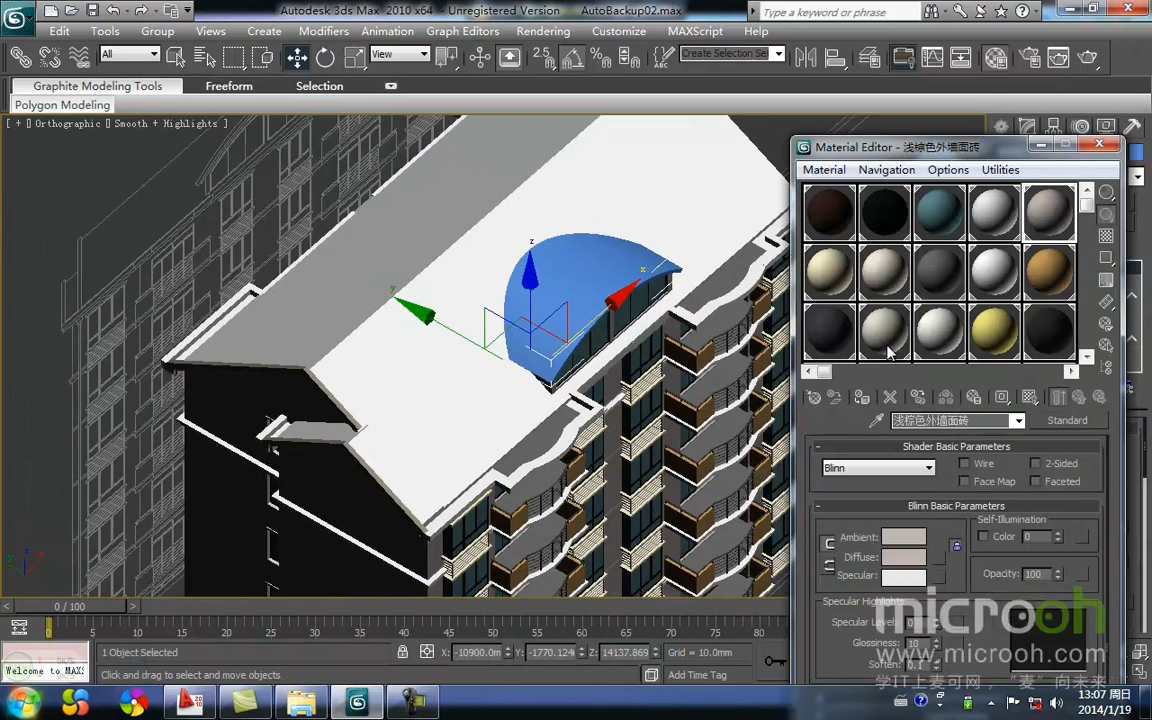 Autodesk 3ds Max 2010 x64 - Unregistered Version AutoBackup02.max
Type a keyword or phrase
Edit Tools Group Views Create Modifiers Animation Graph Editors Rendering Customize MAXScript Help
All View 2.5 Create Selection Se
Graphite Modeling Tools Freeform Selection
Polygon Modeling
[ + ] Orthographic [] Smooth + Highlights ]
Material Editor - 浅棕色外墙面砖
Material Navigation Options Utilities
z
x
y
浅棕色外墙面砖 Standard
Shader Basic Parameters
Blinn Wire 2-Sided
Face Map Faceted
Blinn Basic Parameters
Self-Illumination
Ambient: Color 0
Diffuse:
Specular: Opacity: 100
Specular Highlights
Specular Level: 0
Glossiness: 10
Soften: 0.1
microoh
www.microoh.com
学IT上麦可网，“麦”向未来
0 / 100
0 5 10 15 20 25 30 35 40 45 50 55 60 65 70 75 80
1 Object Selected X: -10900.0m Y: -1770.124m Z: 14137.869 Grid = 10.0mm
Welcome to MAX: Click and drag to select and move objects Add Time Tag
13:07 周日
2014/1/19